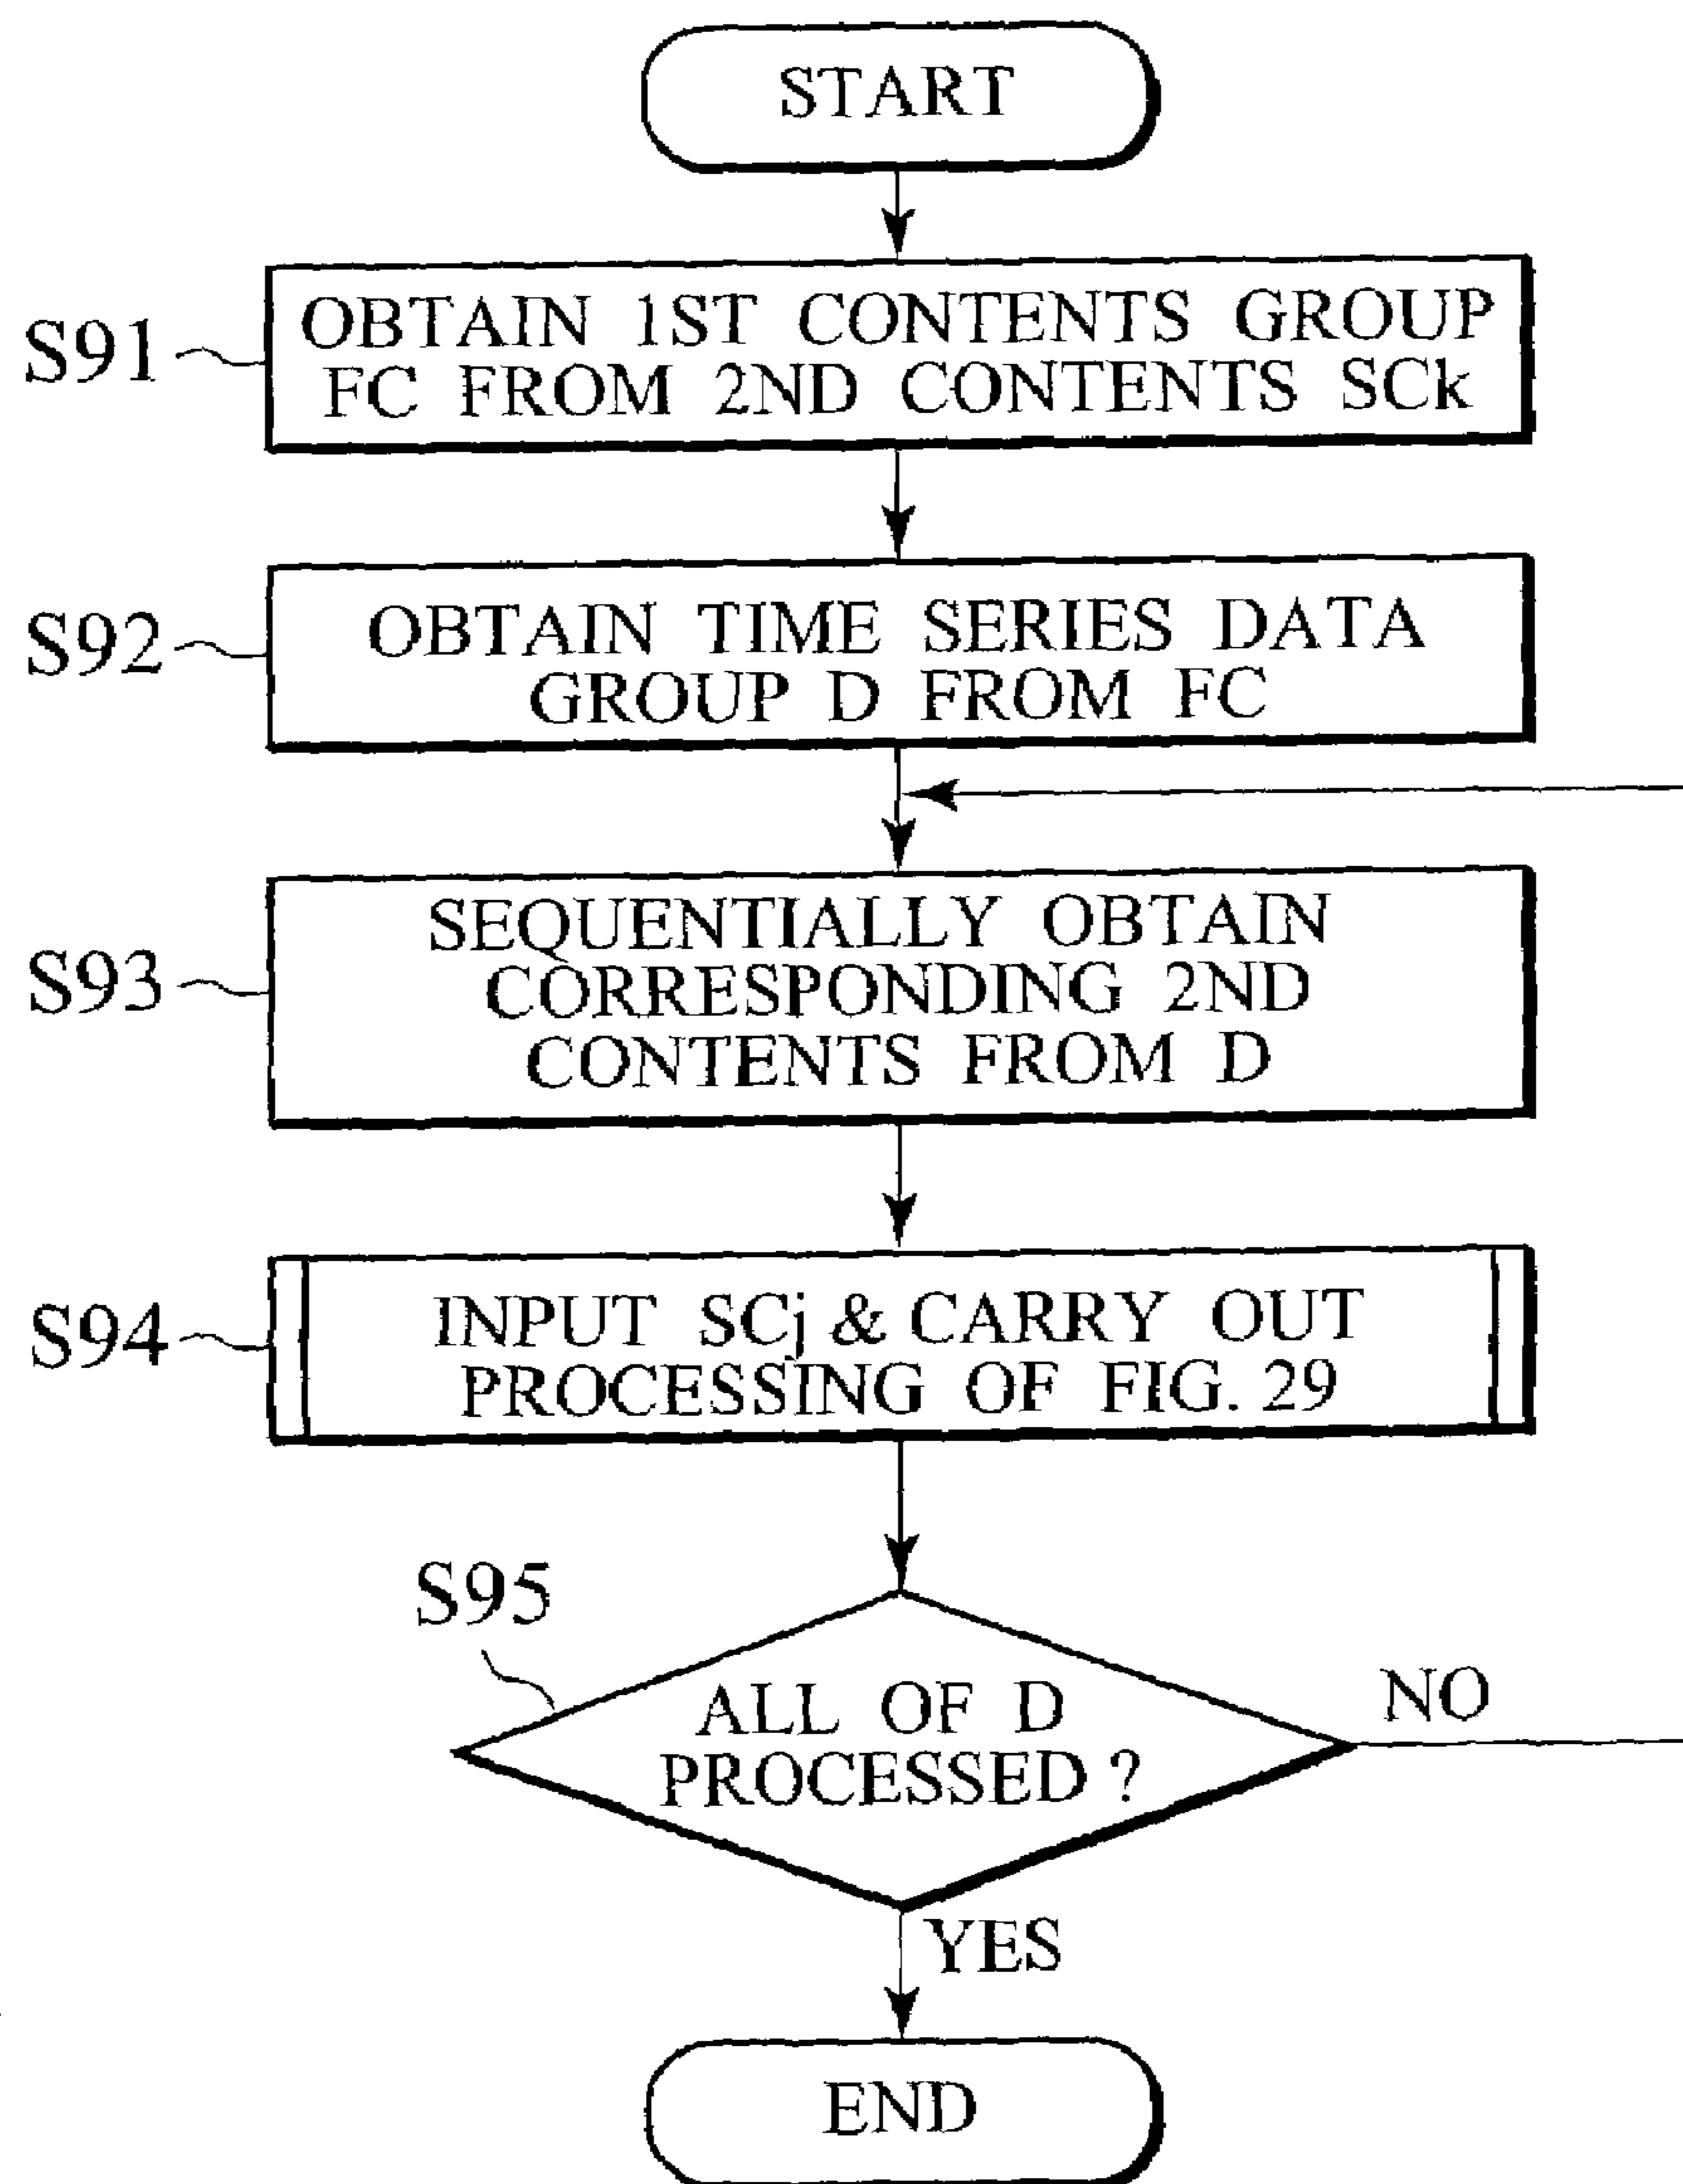 START
S91
OBTAIN 1ST CONTENTS GROUP
FC FROM 2ND CONTENTS SCk
S92
OBTAIN TIME SERIES DATA
GROUP D FROM FC
S93
SEQUENTIALLY OBTAIN
CORRESPONDING 2ND
CONTENTS FROM D
S94
INPUT SCj & CARRY OUT
PROCESSING OF FIG. 29
S95
ALL OF D
PROCESSED ?
NO
YES
END